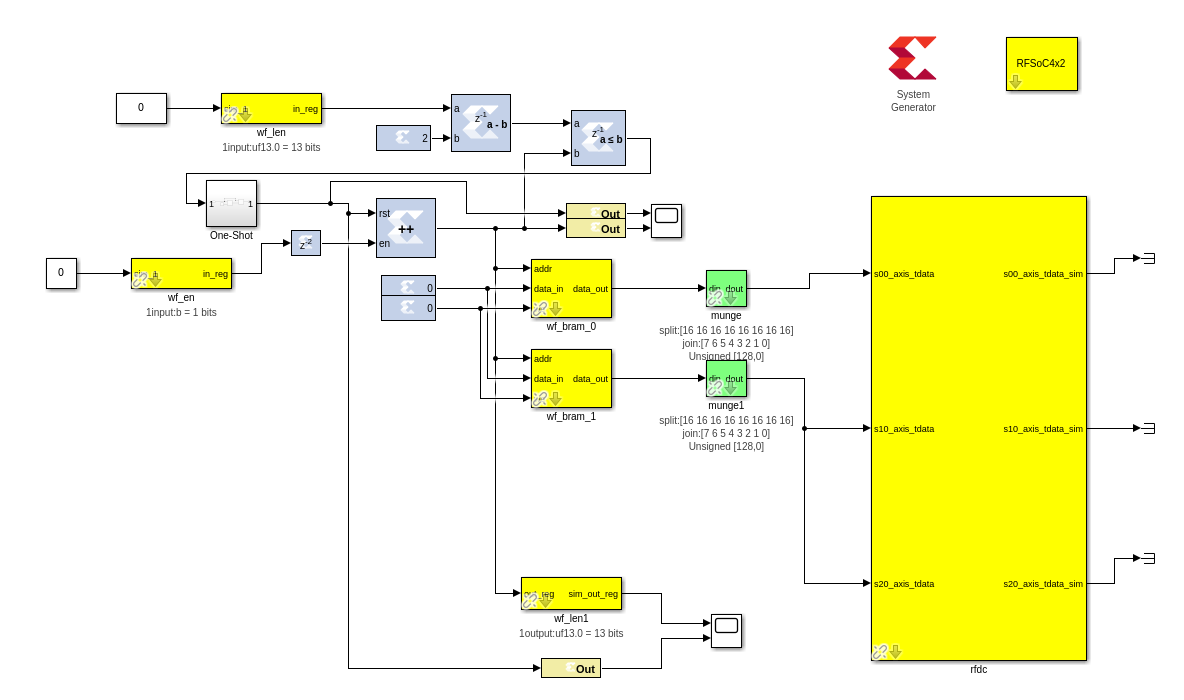 System
Generator
RFSoC4x2
0
in_reg
wf_len
1input:uf13.0 = 13 bits
2
a
b
z-1
a - b
a
b
z-1
a ≤ b
1
1
One-Shot
rst
en
++
z-2
0
in_reg
wf_en
1input:b = 1 bits
Out
Out
0
0
addr
data_in
data_out
wf_bram_0
addr
data_in
data_out
wf_bram_1
din
dout
munge
split:[16 16 16 16 16 16 16 16]
join:[7 6 5 4 3 2 1 0]
Unsigned [128,0]
din
dout
munge1
split:[16 16 16 16 16 16 16 16]
join:[7 6 5 4 3 2 1 0]
Unsigned [128,0]
s00_axis_tdata
s00_axis_tdata_sim
s10_axis_tdata
s10_axis_tdata_sim
s20_axis_tdata
s20_axis_tdata_sim
rfdc
out_reg
sim_out_reg
wf_len1
1output:uf13.0 = 13 bits
Out